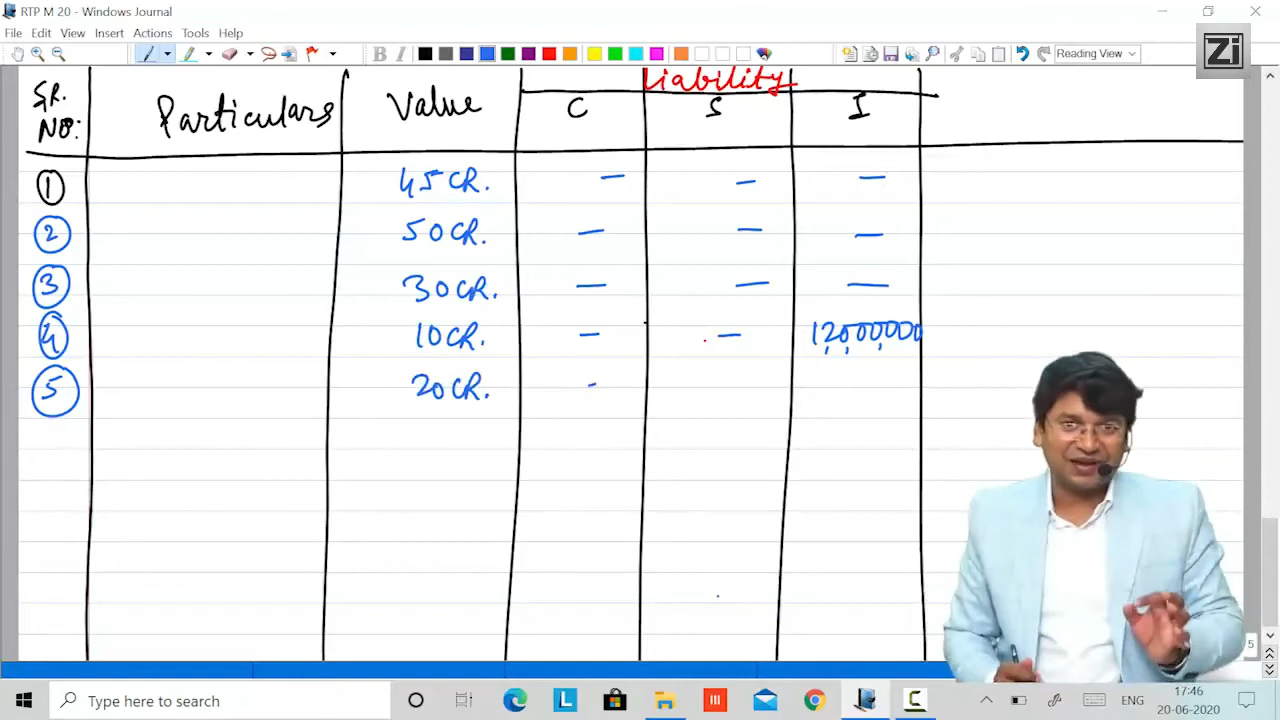 RTP M 20 - Windows Journal
File Edit View Insert Actions Tools Help
B I Reading View
Zi
Liability
SR. NO: Particulars Value C S I
1 45 CR. – – –
2 50 CR. – – –
3 30 CR. – – –
4 10 CR. – – 12000000
5 20 CR. -
5
Type here to search
L
ENG
17:46
20-06-2020